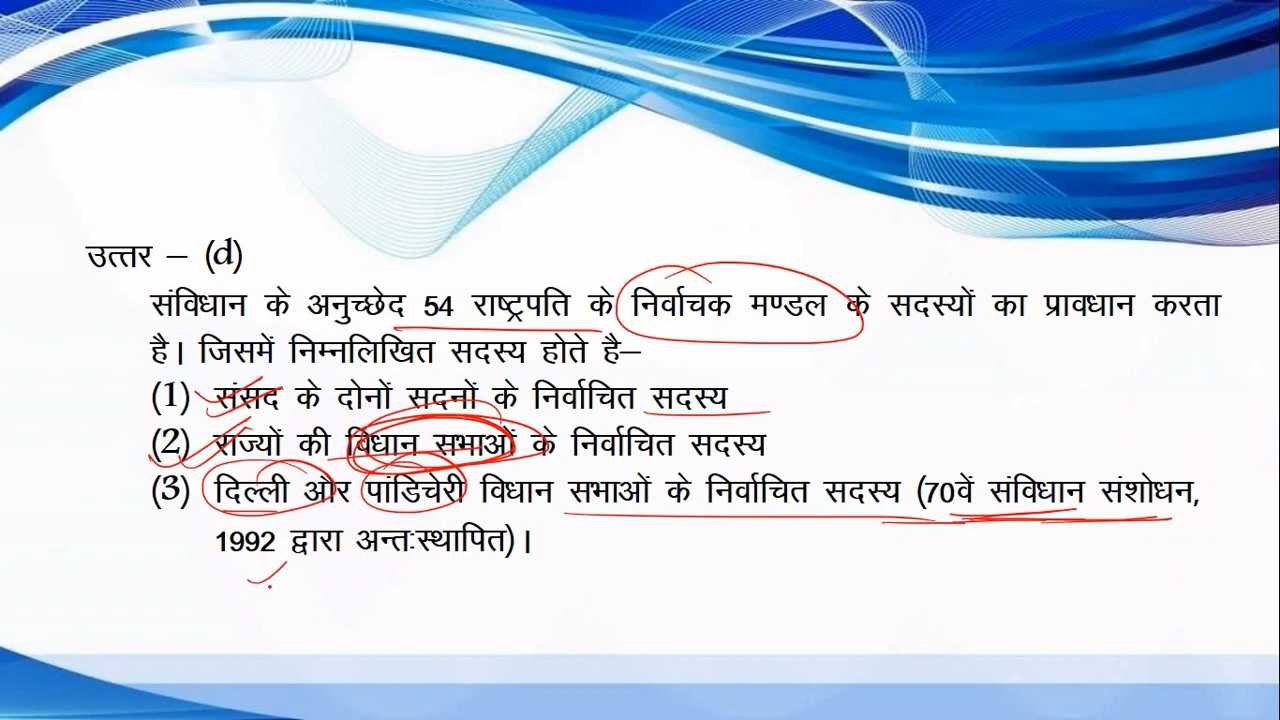 उत्तर – (d)
संविधान के अनुच्छेद 54 राष्ट्रपति के निर्वाचक मण्डल के सदस्यों का प्रावधान करता
है। जिसमें निम्नलिखित सदस्य होते है–
(1) संसद के दोनों सदनों के निर्वाचित सदस्य
(2) राज्यों की विधान सभाओं के निर्वाचित सदस्य
(3) दिल्ली और पांडिचेरी विधान सभाओं के निर्वाचित सदस्य (70वें संविधान संशोधन,
1992 द्वारा अन्तःस्थापित)।